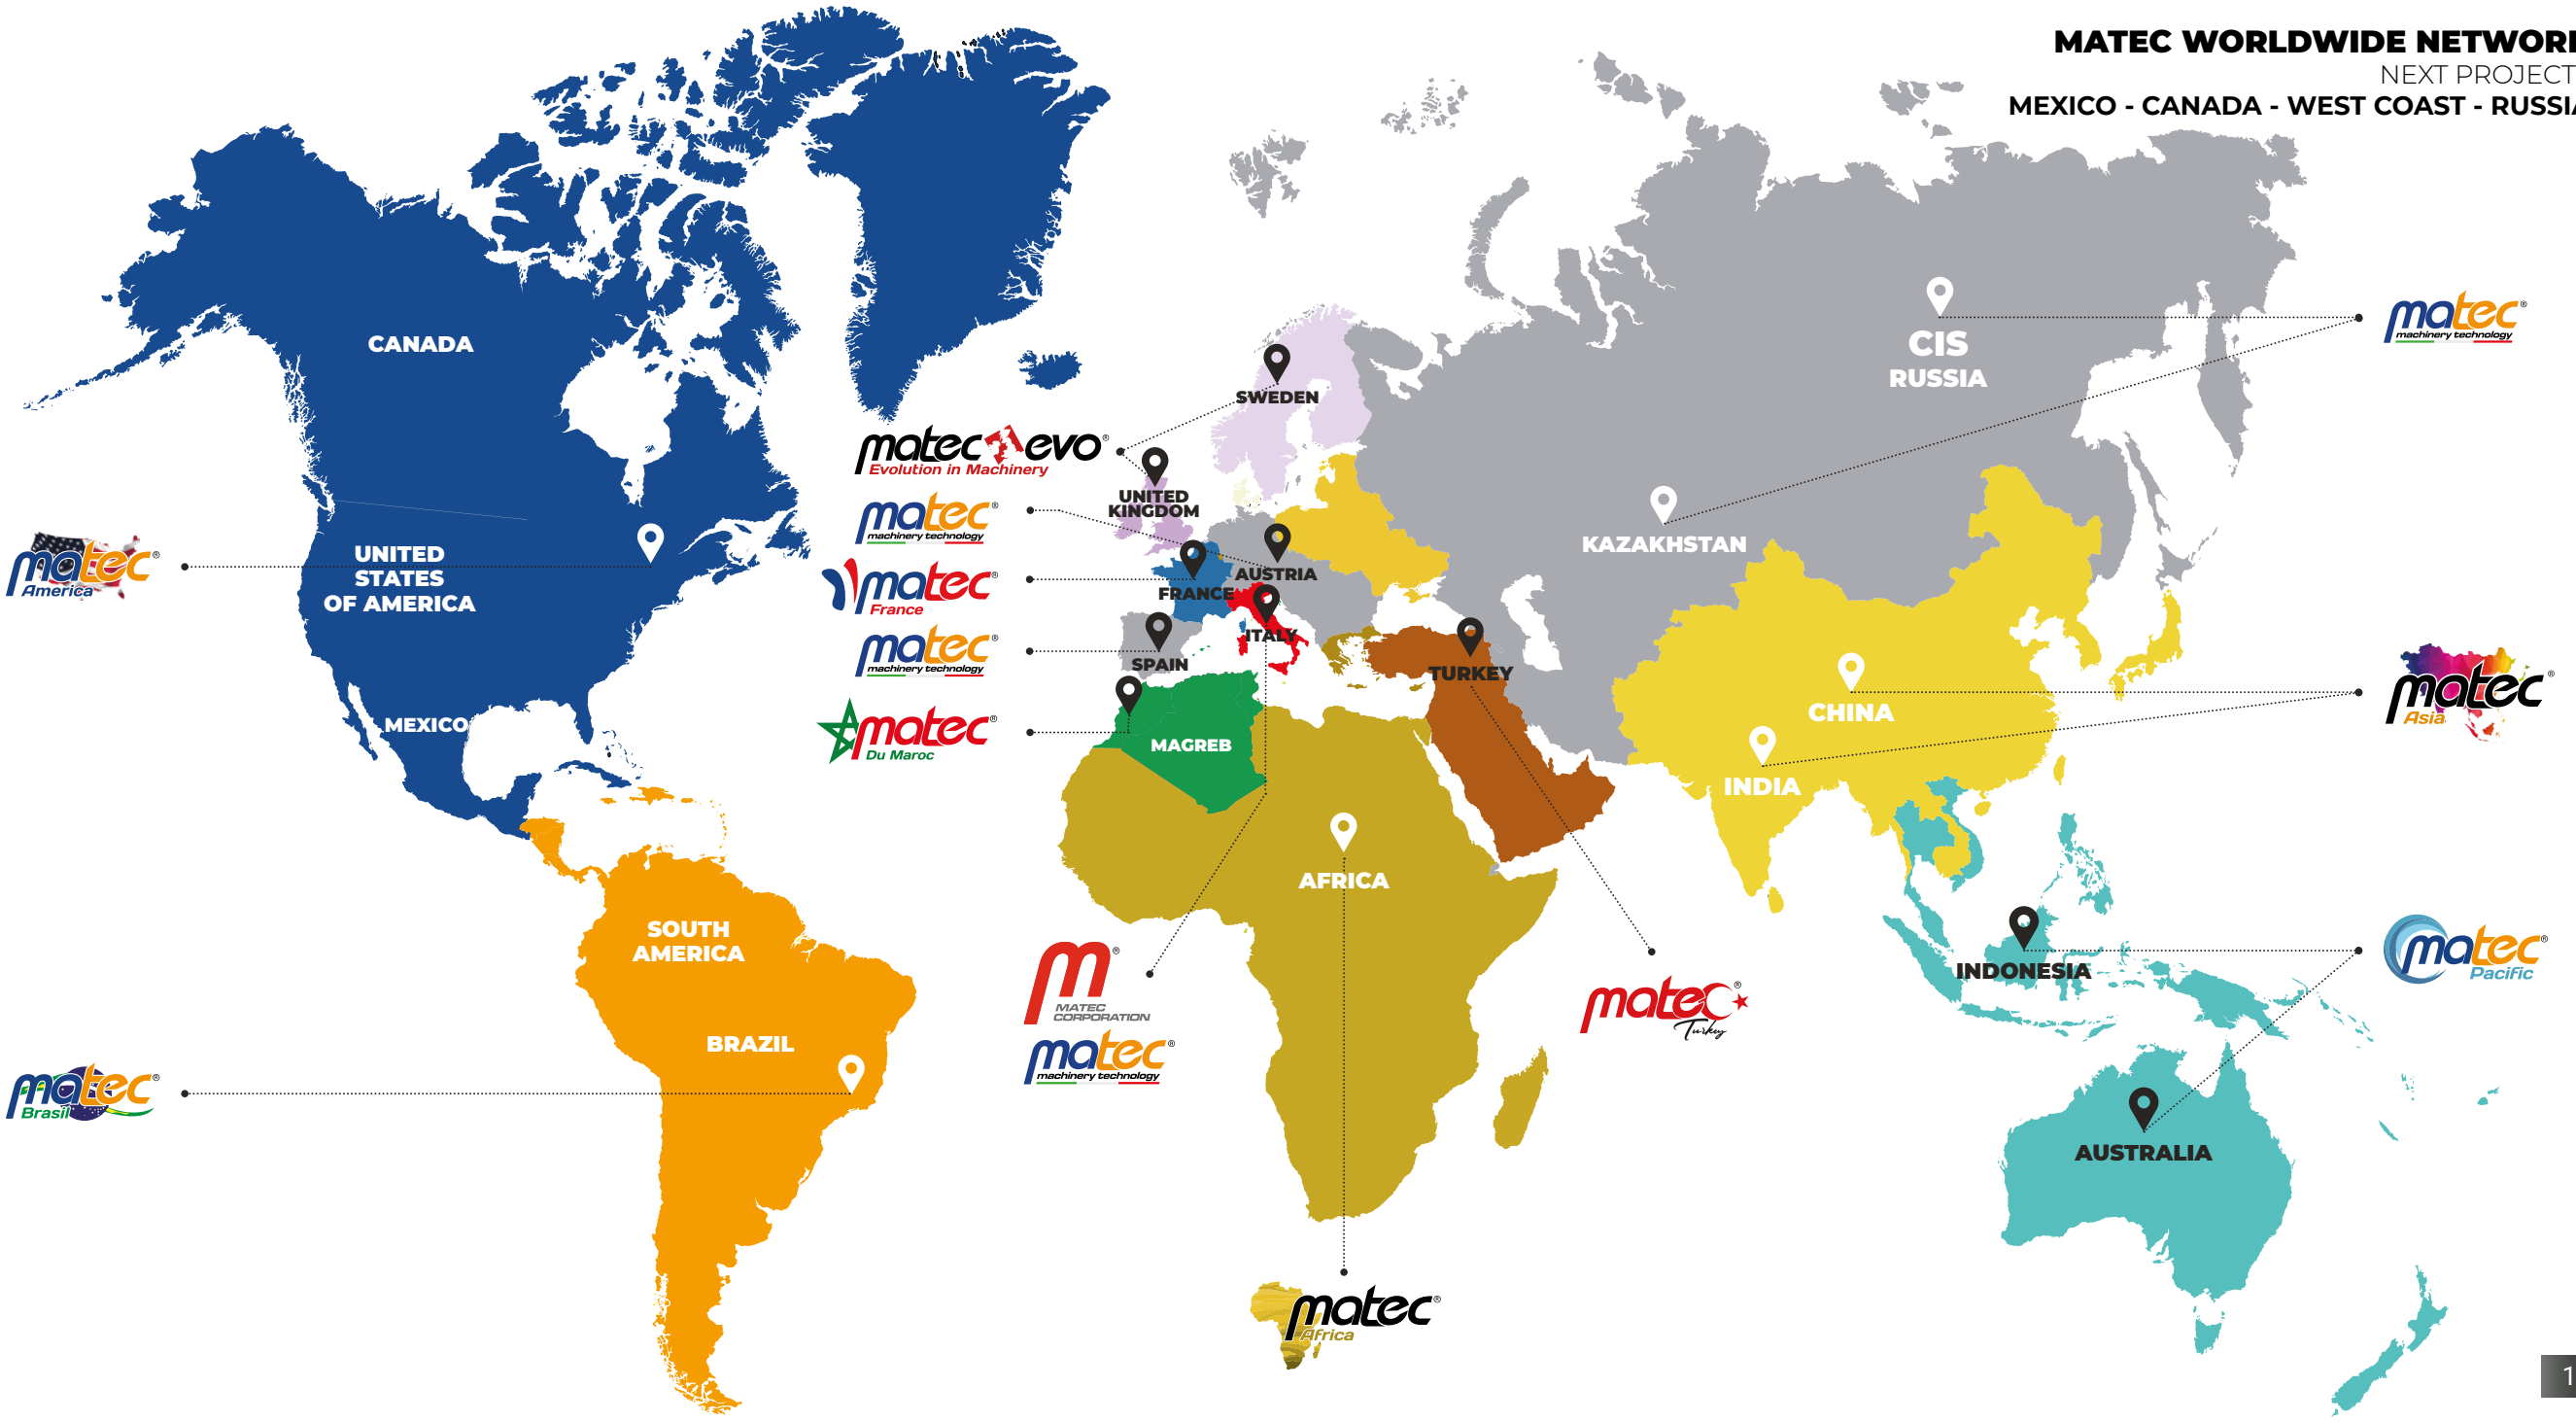 MATEC WORLDWIDE NETWOR
NEXT PROJECT
MEXICO - CANADA - WEST COAST - RUSSIA
CANADA
UNITED
STATES
OF AMERICA
MEXICO
matec®
America
SOUTH
AMERICA
BRAZIL
matec®
Brasil
matec evo®
Evolution in Machinery
matec®
machinery technology
matec®
France
matec®
machinery technology
matec®
Du Maroc
SWEDEN
UNITED
KINGDOM
AUSTRIA
FRANCE
ITALY
SPAIN
TURKEY
MAGREB
AFRICA
m®
MATEC
CORPORATION
matec®
machinery technology
matec®
Turkey
matec®
Africa
CIS
RUSSIA
KAZAKHSTAN
matec®
machinery technology
CHINA
INDIA
matec®
Asia
INDONESIA
AUSTRALIA
matec®
Pacific
1